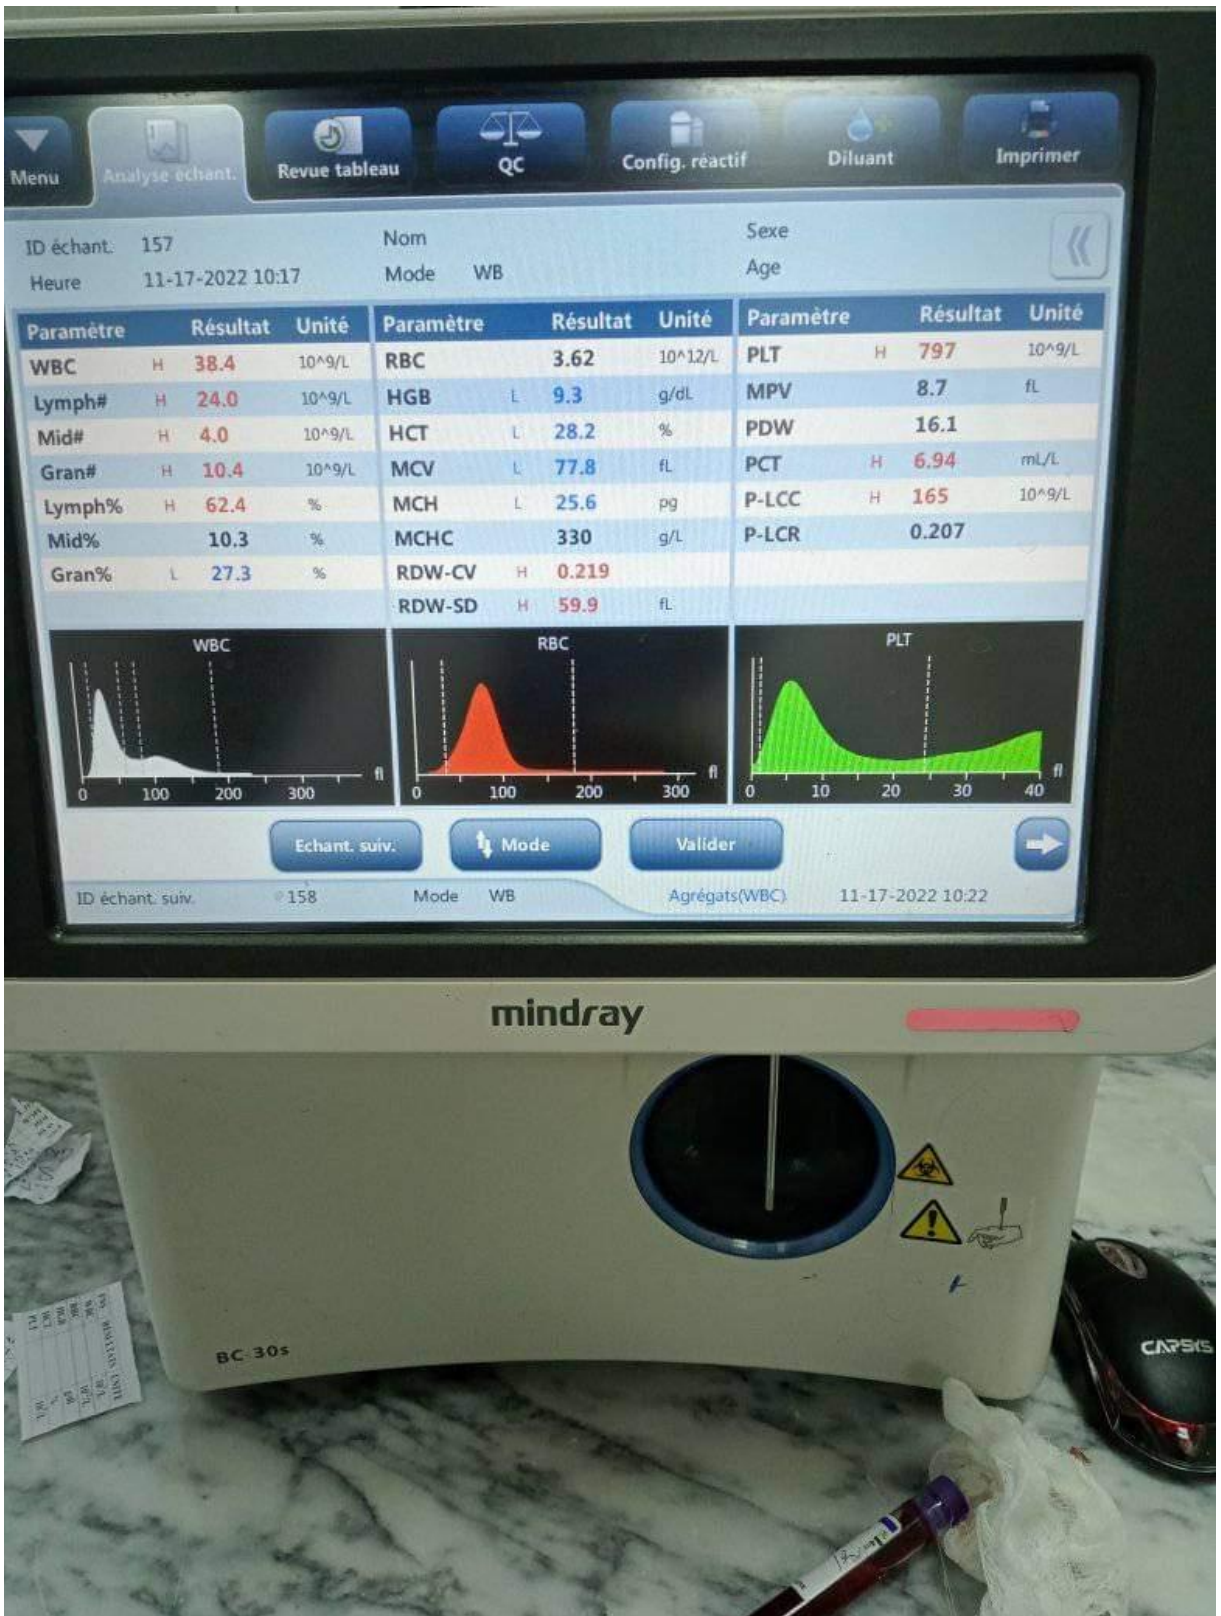 Menu Analyse échant. Revue tableau QC Config. réactif Diluant Imprimer
ID échant. 157 Nom Sexe
Heure 11-17-2022 10:17 Mode WB Age
Paramètre Résultat Unité Paramètre Résultat Unité Paramètre Résultat Unité
WBC H 38.4 10^9/L RBC 3.62 10^12/L PLT H 797 10^9/L
Lymph# H 24.0 10^9/L HGB L 9.3 g/dL MPV 8.7 fL
Mid# H 4.0 10^9/L HCT L 28.2 % PDW 16.1
Gran# H 10.4 10^9/L MCV L 77.8 fL PCT H 6.94 mL/L
Lymph% H 62.4 % MCH L 25.6 pg P-LCC H 165 10^9/L
Mid% 10.3 % MCHC 330 g/L P-LCR 0.207
Gran% L 27.3 % RDW-CV H 0.219
RDW-SD H 59.9 fL
WBC RBC PLT
fl fl fl
0 100 200 300 0 100 200 300 0 10 20 30 40
Echant. suiv. Mode Valider
ID échant. suiv. 158 Mode WB Agrégats(WBC) 11-17-2022 10:22
mindray
BC-30s
CAPSYS